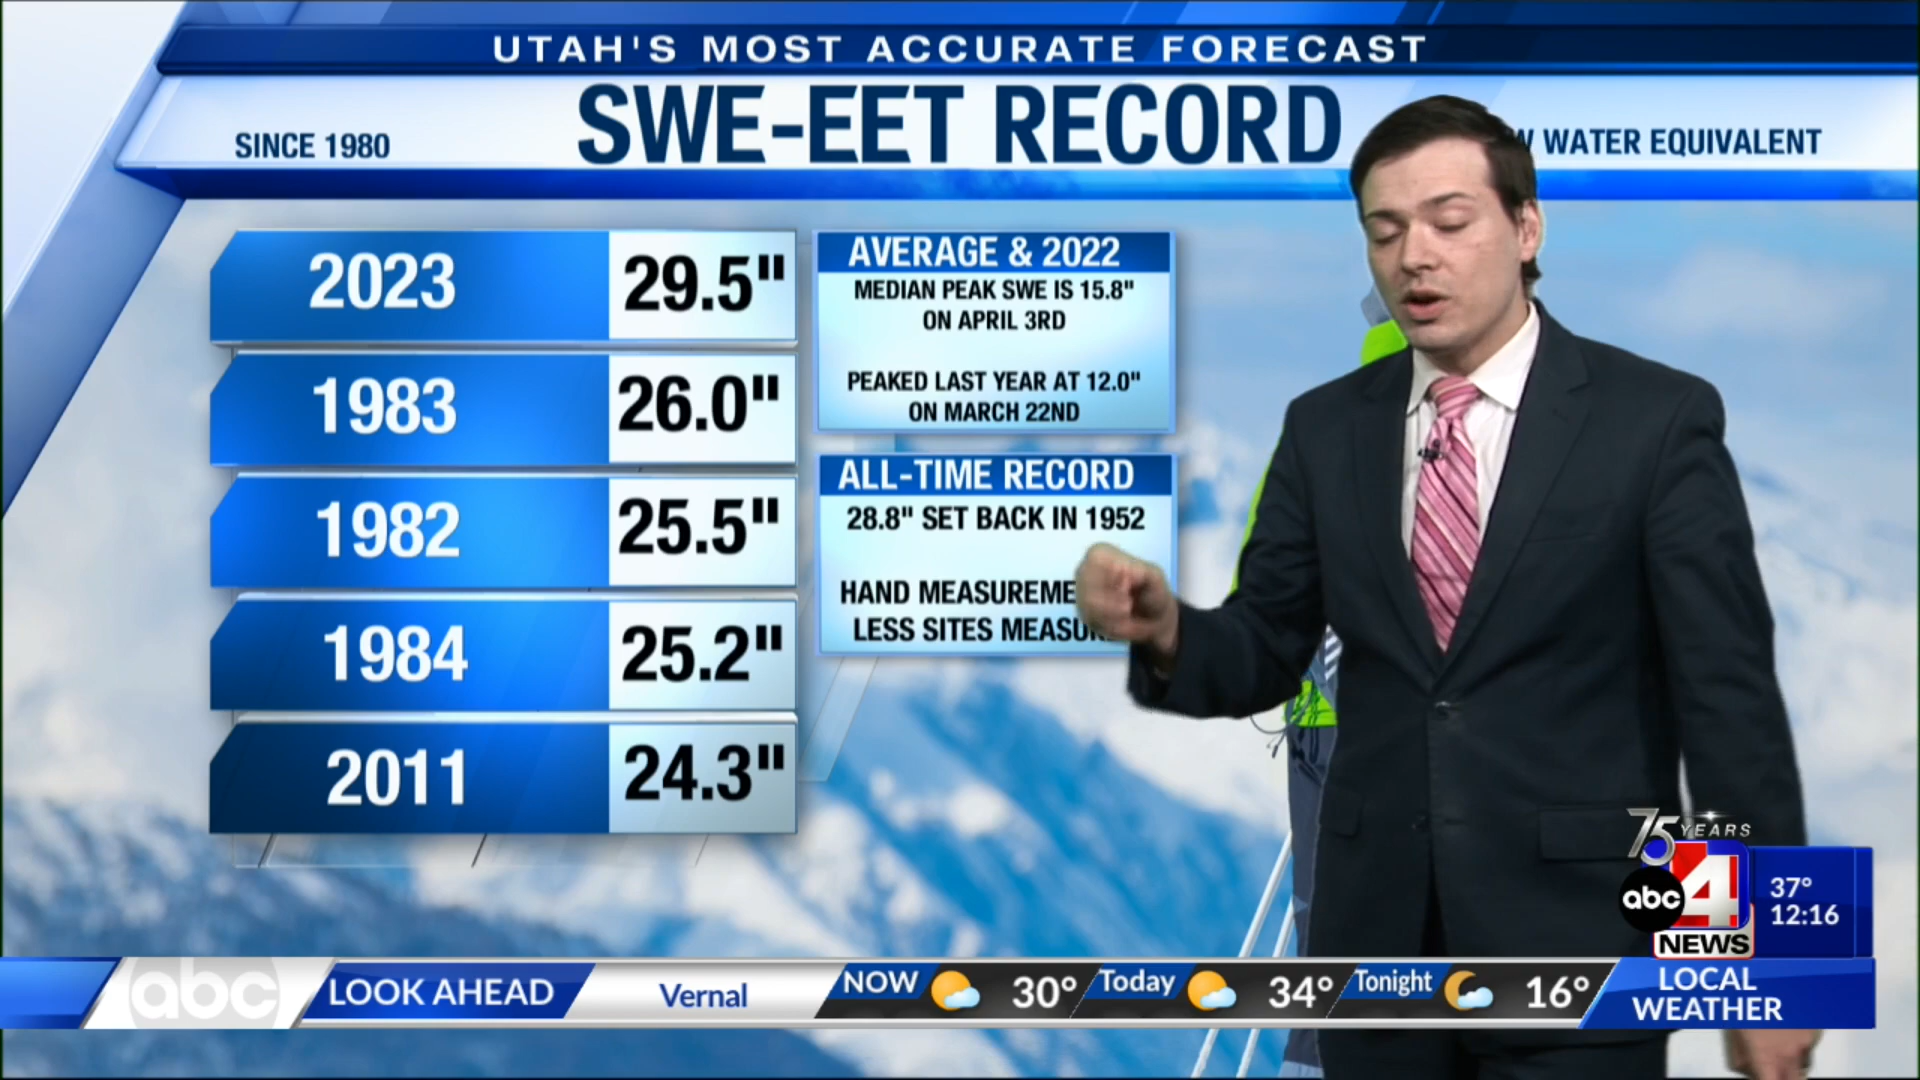 UTAH'S MOST ACCURATE FORECAST
SINCE 1980
SWE-EET RECORD
WATER EQUIVALENT
2023 29.5"
1983 26.0"
1982 25.5"
1984 25.2"
2011 24.3"
AVERAGE & 2022
MEDIAN PEAK SWE IS 15.8"
ON APRIL 3RD
PEAKED LAST YEAR AT 12.0"
ON MARCH 22ND
ALL-TIME RECORD
28.8" SET BACK IN 1952
HAND
LESS SITES
75 YEARS
abc 4
NEWS
37°
12:16
abc
LOOK AHEAD
Vernal
NOW 30°
Today 34°
Tonight 16°
LOCAL
WEATHER